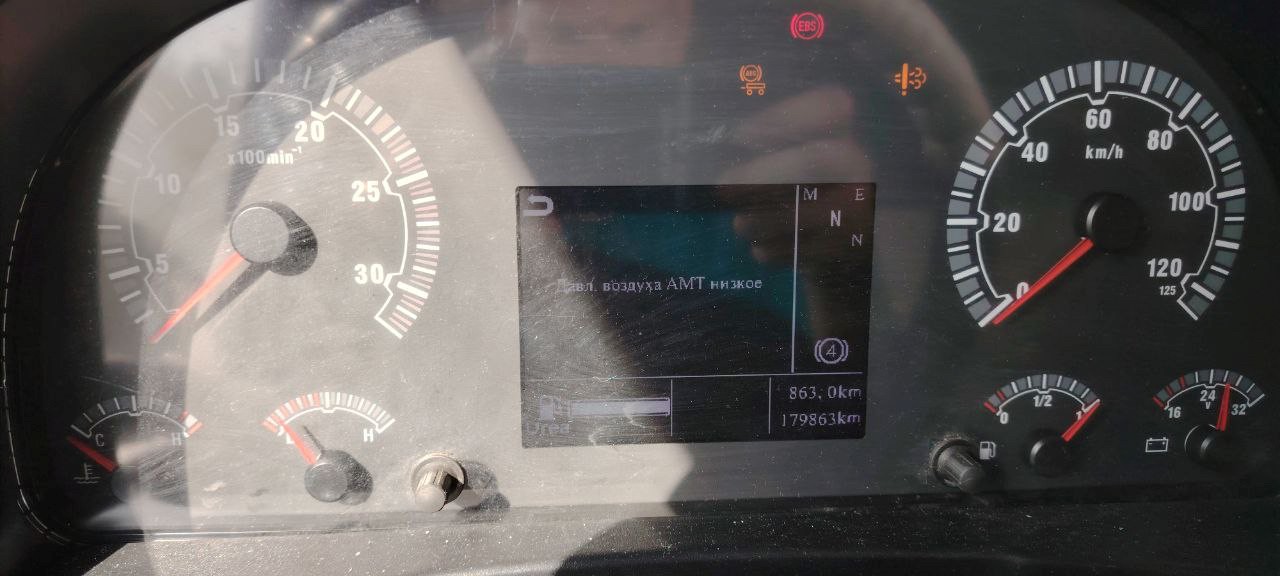 EBS
ABS
15
20
x100min⁻¹
10
25
5
30
C
H
L
H
M
E
N
N
Давл. воздуха АМТ низкое
4
863.0km
179863km
Urea
60
80
40
km/h
20
100
0
120
125
0
1/2
1
16
24
V
32